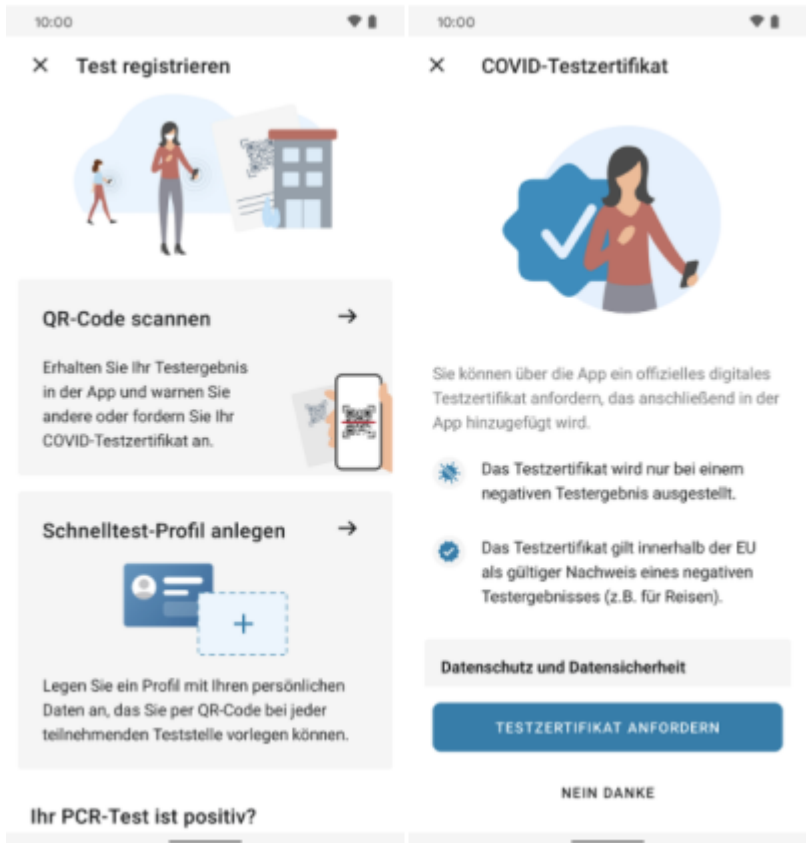 10:00
Test registrieren
QR-Code scannen
Erhalten Sie Ihr Testergebnis
in der App und warnen Sie
andere oder fordern Sie Ihr
COVID-Testzertifikat an.
Schnelltest-Profil anlegen
Legen Sie ein Profil mit Ihren persönlichen
Daten an, das Sie per QR-Code bei jeder
teilnehmenden Teststelle vorlegen können.
Ihr PCR-Test ist positiv?
10:00
COVID-Testzertifikat
Sie können über die App ein offizielles digitales
Testzertifikat anfordern, das anschließend in der
App hinzugefügt wird.
Das Testzertifikat wird nur bei einem
negativen Testergebnis ausgestellt.
Das Testzertifikat gilt innerhalb der EU
als gültiger Nachweis eines negativen
Testergebnisses (z.B. für Reisen).
Datenschutz und Datensicherheit
TESTZERTIFIKAT ANFORDERN
NEIN DANKE